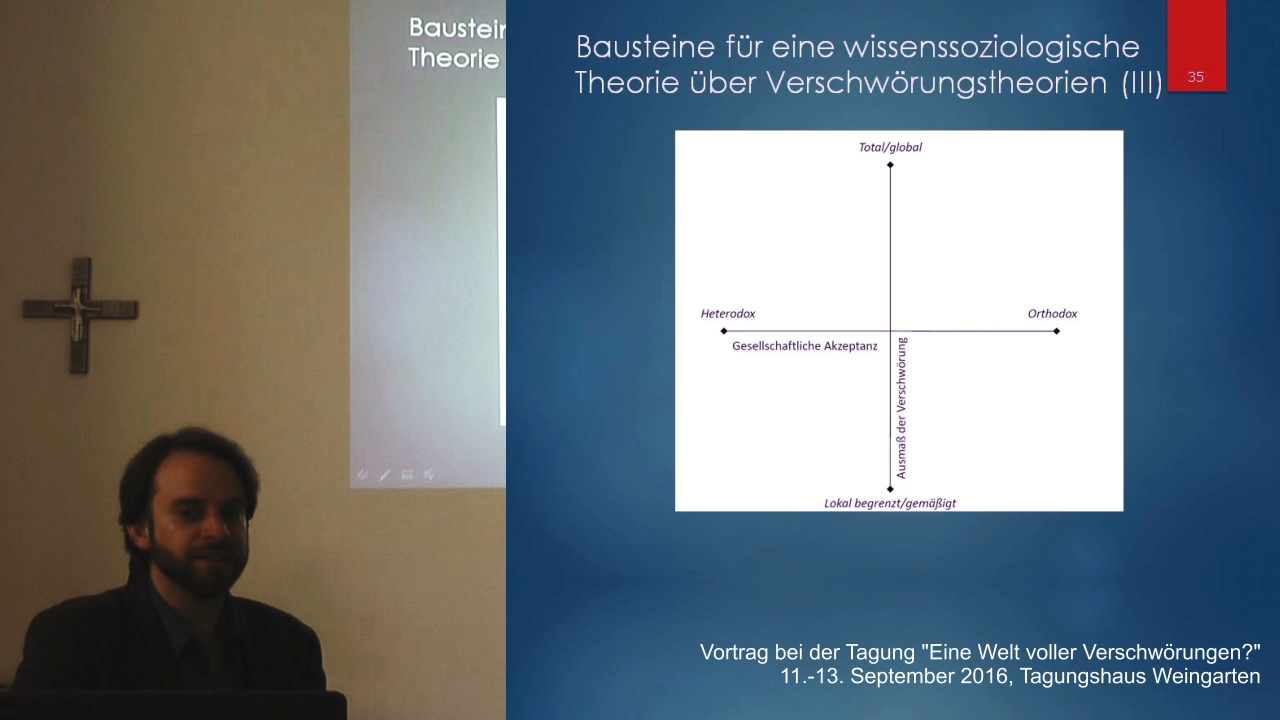 Baustein
Theorie
Bausteine für eine wissenssoziologische
Theorie über Verschwörungstheorien (III)
35
Total/global
Heterodox
Orthodox
Gesellschaftliche Akzeptanz
Ausmaß der Verschwörung
Lokal begrenzt/gemäßigt
Vortrag bei der Tagung "Eine Welt voller Verschwörungen?"
11.-13. September 2016, Tagungshaus Weingarten